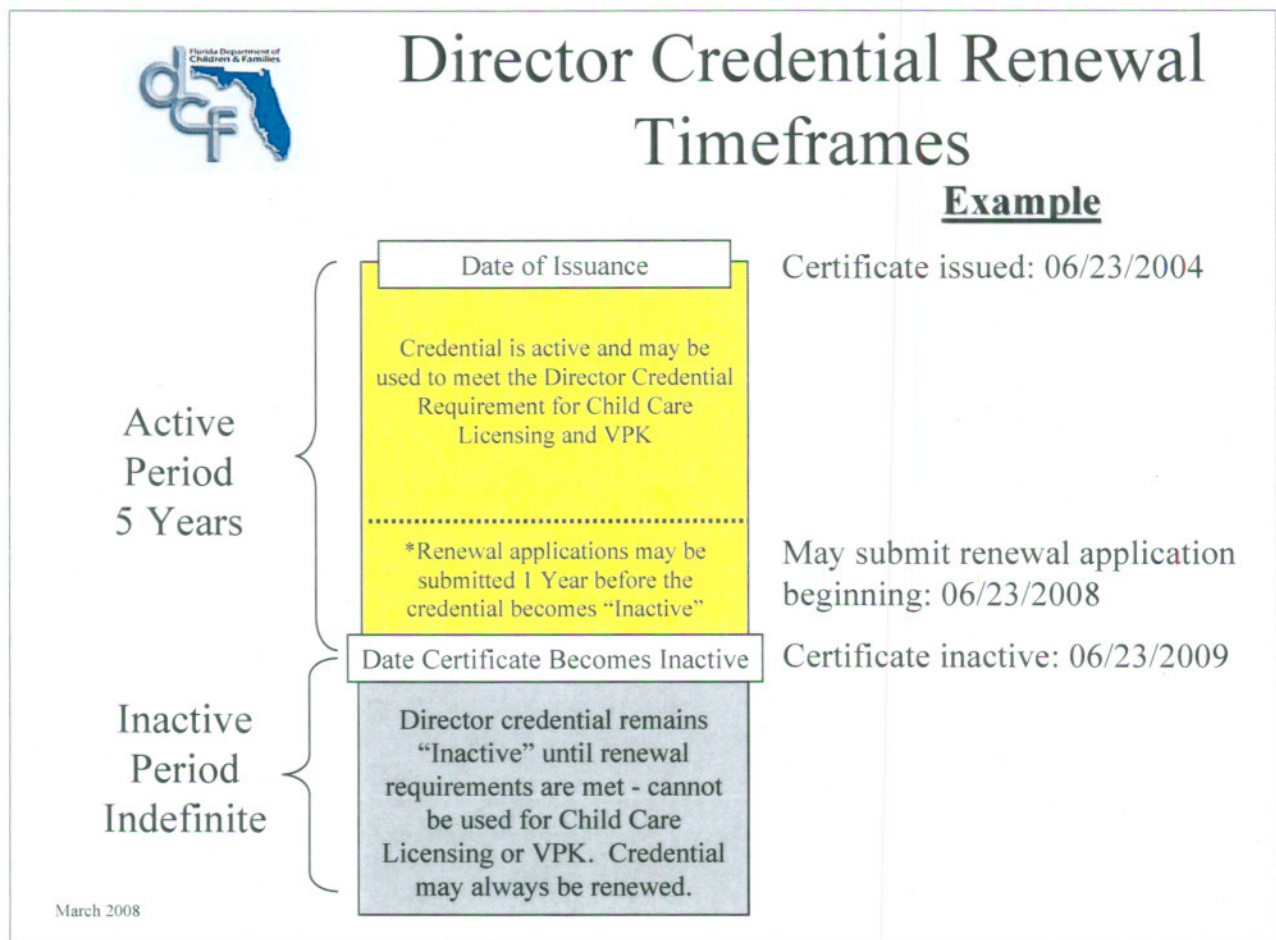 Florida Department of
Children & Families
dcf
Director Credential Renewal
Timeframes
Example
Date of Issuance
Certificate issued: 06/23/2004
Credential is active and may be
used to meet the Director Credential
Requirement for Child Care
Licensing and VPK
Active
Period
5 Years
*Renewal applications may be
submitted 1 Year before the
credential becomes “Inactive”
May submit renewal application
beginning: 06/23/2008
Date Certificate Becomes Inactive
Certificate inactive: 06/23/2009
Inactive
Period
Indefinite
Director credential remains
“Inactive” until renewal
requirements are met - cannot
be used for Child Care
Licensing or VPK. Credential
may always be renewed.
March 2008